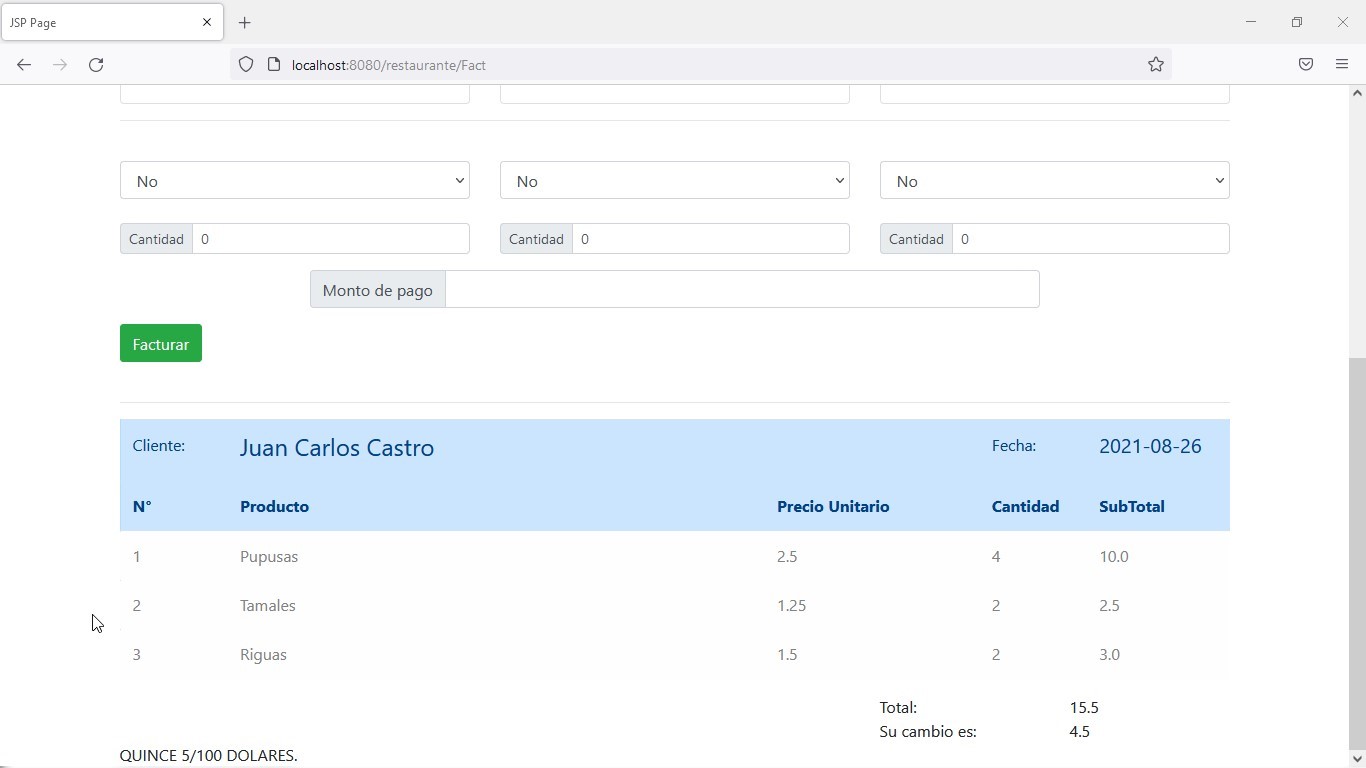 JSP Page
localhost:8080/restaurante/Fact
No No No
Cantidad 0 Cantidad 0 Cantidad 0
Monto de pago
Facturar
Cliente: Juan Carlos Castro Fecha: 2021-08-26
N° Producto Precio Unitario Cantidad SubTotal
1 Pupusas 2.5 4 10.0
2 Tamales 1.25 2 2.5
3 Riguas 1.5 2 3.0
Total: 15.5
Su cambio es: 4.5
QUINCE 5/100 DOLARES.